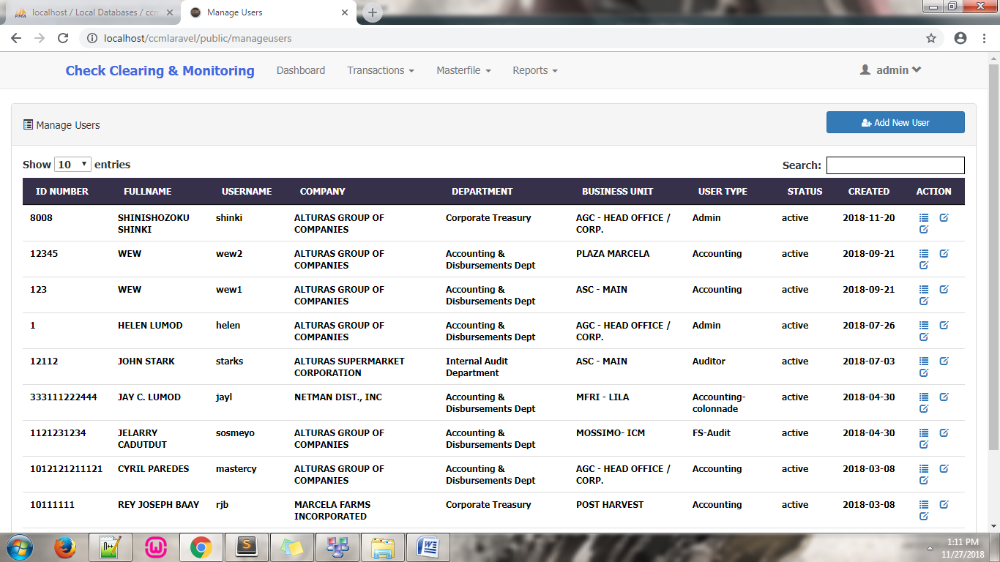 localhost / Local Databases / ccm
Manage Users
localhost/ccmlaravel/public/manageusers
Check Clearing & Monitoring Dashboard Transactions Masterfile Reports admin
Manage Users Add New User
Show 10 entries Search:
ID NUMBER FULLNAME USERNAME COMPANY DEPARTMENT BUSINESS UNIT USER TYPE STATUS CREATED ACTION
8008 SHINISHOZOKU shinki ALTURAS GROUP OF Corporate Treasury AGC - HEAD OFFICE / Admin active 2018-11-20
SHINKI COMPANIES CORP.
12345 WEW wew2 ALTURAS GROUP OF Accounting & PLAZA MARCELA Accounting active 2018-09-21
COMPANIES Disbursements Dept
123 WEW wew1 ALTURAS GROUP OF Accounting & ASC - MAIN Accounting active 2018-09-21
COMPANIES Disbursements Dept
1 HELEN LUMOD helen ALTURAS GROUP OF Accounting & AGC - HEAD OFFICE / Admin active 2018-07-26
COMPANIES Disbursements Dept CORP.
12112 JOHN STARK starks ALTURAS SUPERMARKET Internal Audit ASC - MAIN Auditor active 2018-07-03
CORPORATION Department
333111222444 JAY C. LUMOD jayl NETMAN DIST., INC Accounting & MFRI - LILA Accounting- active 2018-04-30
Disbursements Dept colonnade
1121231234 JELARRY sosmeyo ALTURAS GROUP OF Accounting & MOSSIMO- ICM FS-Audit active 2018-04-30
CADUTDUT COMPANIES Disbursements Dept
1012121211121 CYRIL PAREDES mastercy ALTURAS GROUP OF Accounting & AGC - HEAD OFFICE / Accounting active 2018-03-08
COMPANIES Disbursements Dept CORP.
10111111 REY JOSEPH BAAY rjb MARCELA FARMS Corporate Treasury POST HARVEST Accounting active 2018-03-08
INCORPORATED
1:11 PM
11/27/2018